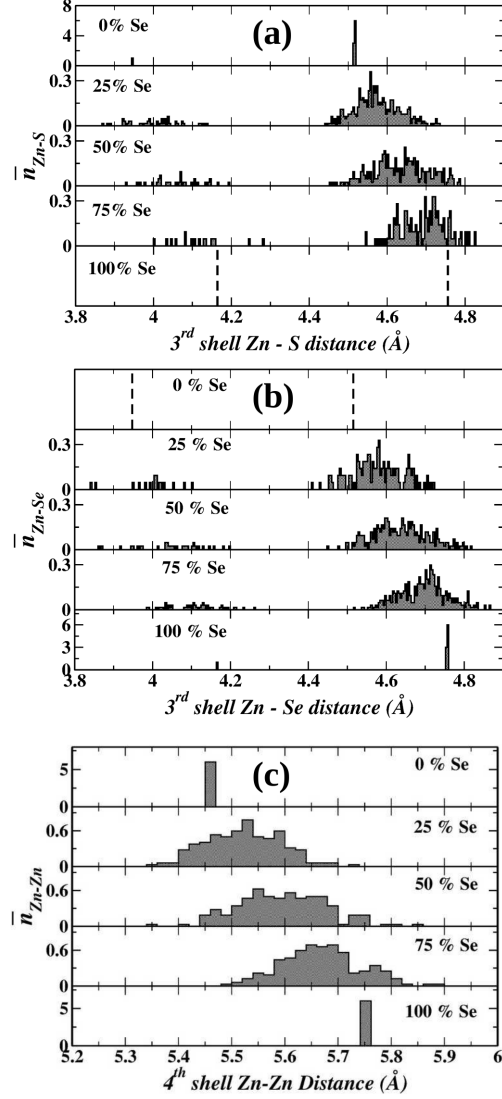 (a)
8
6
4
2
0
0% Se
0.3
0
25% Se
0.3
0
50% Se
0.3
0
75% Se
100% Se
n Zn-S
3.8 4 4.2 4.4 4.6 4.8
3rd shell Zn - S distance (Å)
(b)
0 % Se
0.3
0
25 % Se
0.3
0
50 % Se
0.3
0
75 % Se
6
4.5
3
1.5
0
100 % Se
n Zn-Se
3.8 4 4.2 4.4 4.6 4.8
3rd shell Zn - Se distance (Å)
(c)
5
0
0 % Se
0.6
0
25 % Se
0.6
0
50 % Se
0.6
0
75 % Se
5
0
100 % Se
n Zn-Zn
5.2 5.3 5.4 5.5 5.6 5.7 5.8 5.9 6
4th shell Zn-Zn Distance (Å)